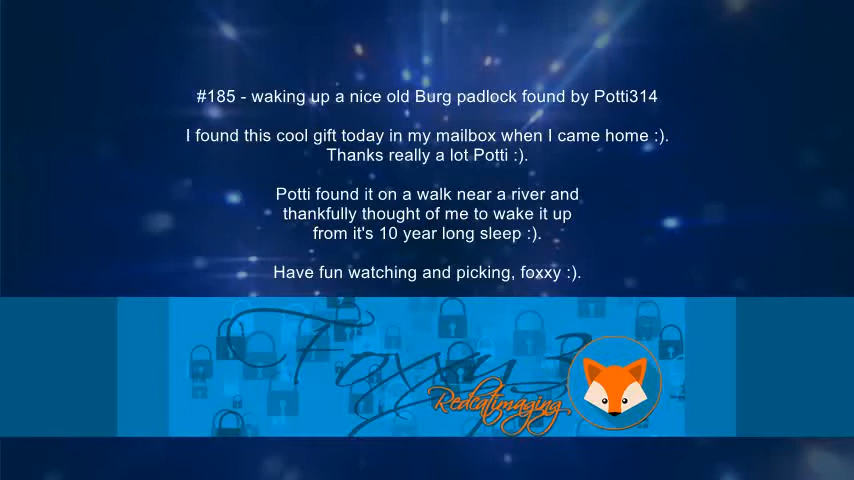 #185 - waking up a nice old Burg padlock found by Potti314
I found this cool gift today in my mailbox when I came home :).
Thanks really a lot Potti :).
Potti found it on a walk near a river and
thankfully thought of me to wake it up
from it's 10 year long sleep :).
Have fun watching and picking, foxxy :).
Foxxy 3
Redcatimaging